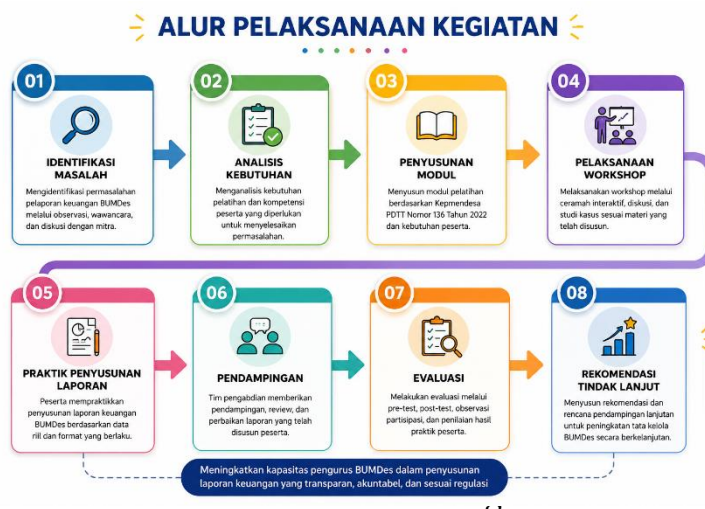 ALUR PELAKSANAAN KEGIATAN
01
IDENTIFIKASI
MASALAH
Mengidentifikasi permasalahan
pelaporan keuangan BUMDes
melalui observasi, wawancara,
dan diskusi dengan mitra.
02
ANALISIS
KEBUTUHAN
Menganalisis kebutuhan
pelatihan dan kompetensi
peserta yang diperlukan
untuk menyelesaikan
permasalahan.
03
PENYUSUNAN
MODUL
Menyusun modul pelatihan
berdasarkan Kepmendesa
PDTT Nomor 136 Tahun 2022
dan kebutuhan peserta.
04
PELAKSANAAN
WORKSHOP
Melaksanakan workshop melalui
ceramah interaktif, diskusi, dan
studi kasus sesuai materi yang
telah disusun.
05
PRAKTIK PENYUSUNAN
LAPORAN
Peserta mempraktikkan
penyusunan laporan keuangan
BUMDes berdasarkan data
riil dan format yang berlaku.
06
PENDAMPINGAN
Tim pengabdian memberikan
pendampingan, review, dan
perbaikan laporan yang telah
disusun peserta.
07
EVALUASI
Melakukan evaluasi melalui
pre-test, post-test, observasi
partisipasi, dan penilaian hasil
praktik peserta.
08
REKOMENDASI
TINDAK LANJUT
Menyusun rekomendasi dan
rencana pendampingan lanjutan
untuk peningkatan tata kelola
BUMDes secara berkelanjutan.
Meningkatkan kapasitas pengurus BUMDes dalam penyusunan
laporan keuangan yang transparan, akuntabel, dan sesuai regulasi